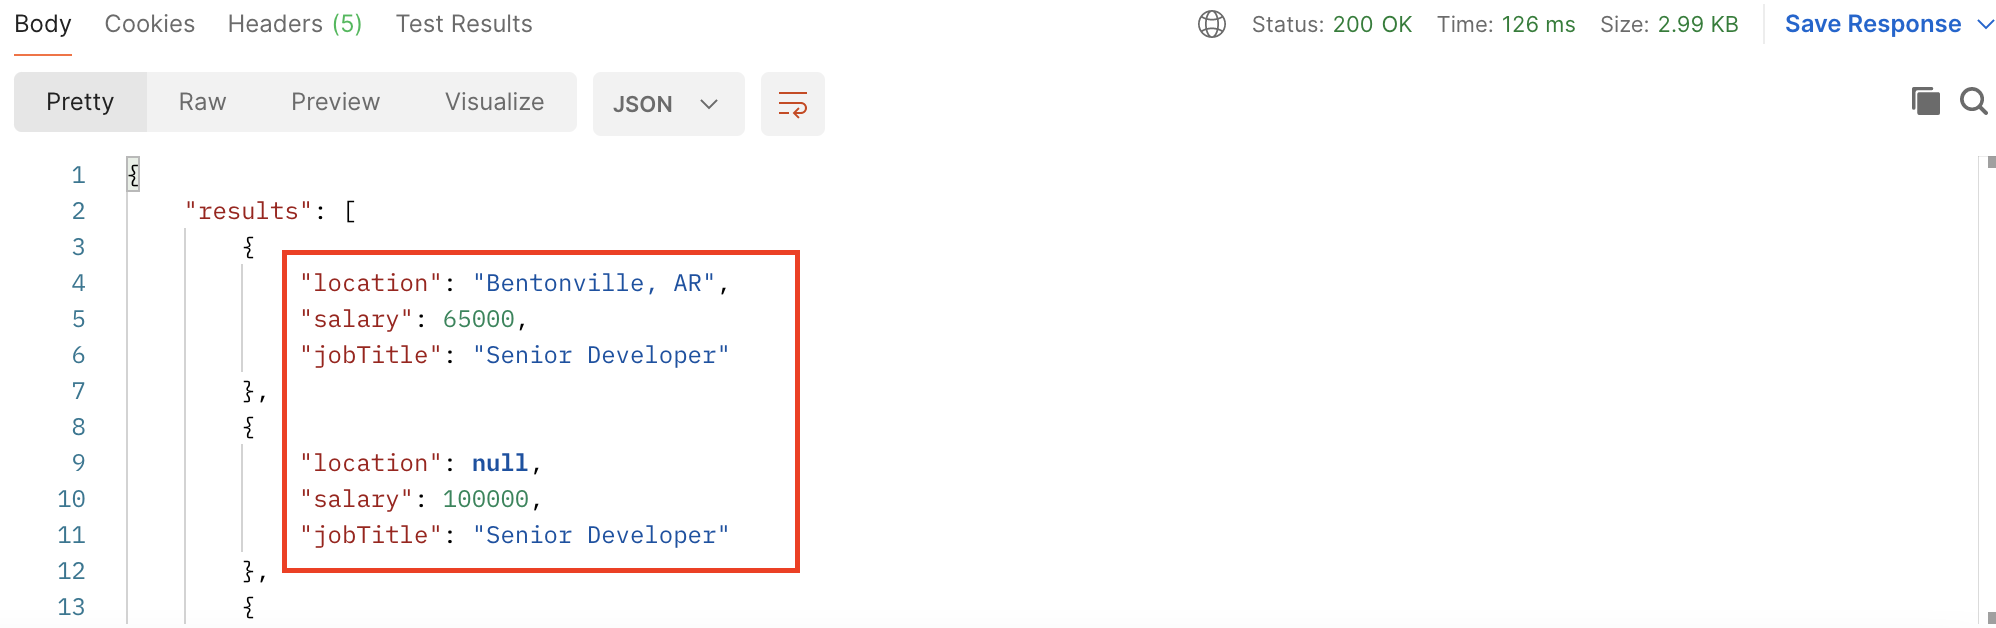 Body Cookies Headers (5) Test Results Status: 200 OK Time: 126 ms Size: 2.99 KB Save Response
Pretty Raw Preview Visualize JSON
1 {
2 "results": [
3 {
4 "location": "Bentonville, AR",
5 "salary": 65000,
6 "jobTitle": "Senior Developer"
7 },
8 {
9 "location": null,
10 "salary": 100000,
11 "jobTitle": "Senior Developer"
12 },
13 {